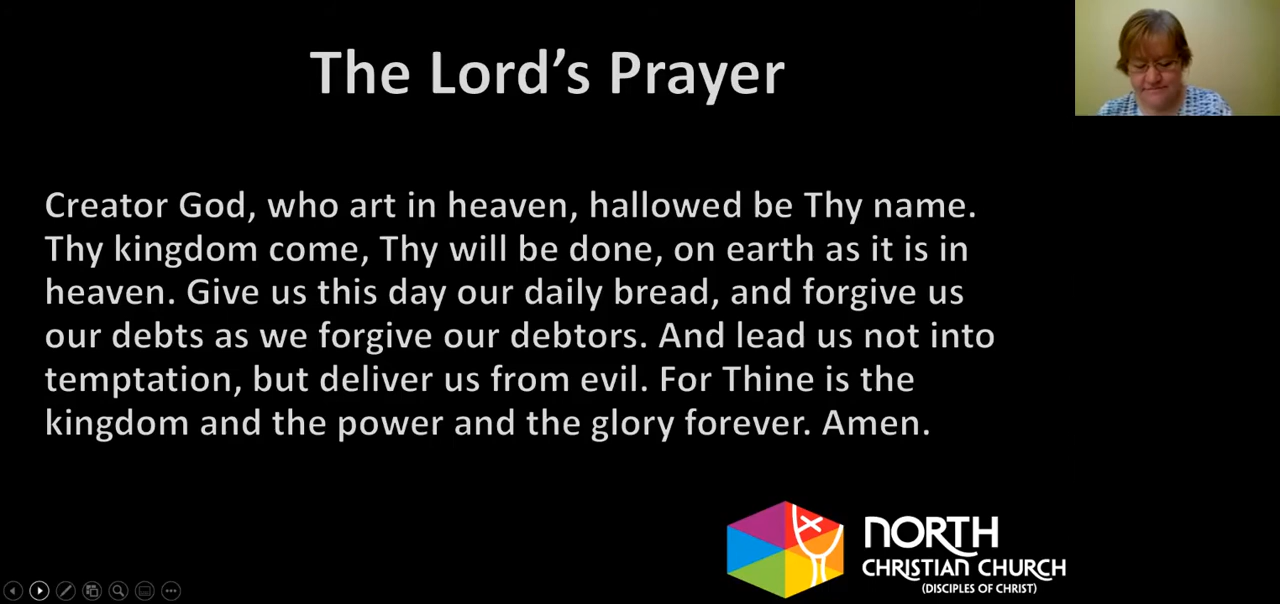 The Lord’s Prayer
Creator God, who art in heaven, hallowed be Thy name.
Thy kingdom come, Thy will be done, on earth as it is in
heaven. Give us this day our daily bread, and forgive us
our debts as we forgive our debtors. And lead us not into
temptation, but deliver us from evil. For Thine is the
kingdom and the power and the glory forever. Amen.
NORTH
CHRISTIAN CHURCH
(DISCIPLES OF CHRIST)